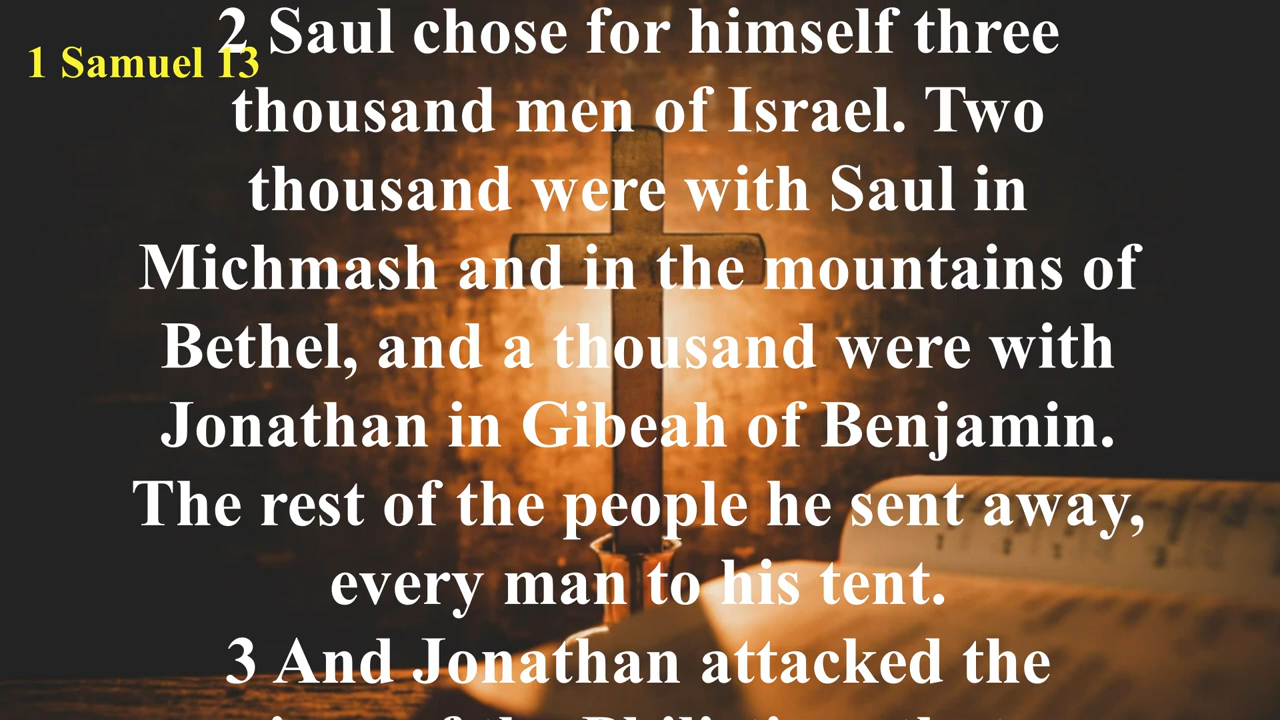 1 Samuel 13
2 Saul chose for himself three
thousand men of Israel. Two
thousand were with Saul in
Michmash and in the mountains of
Bethel, and a thousand were with
Jonathan in Gibeah of Benjamin.
The rest of the people he sent away,
every man to his tent.
3 And Jonathan attacked the
of the